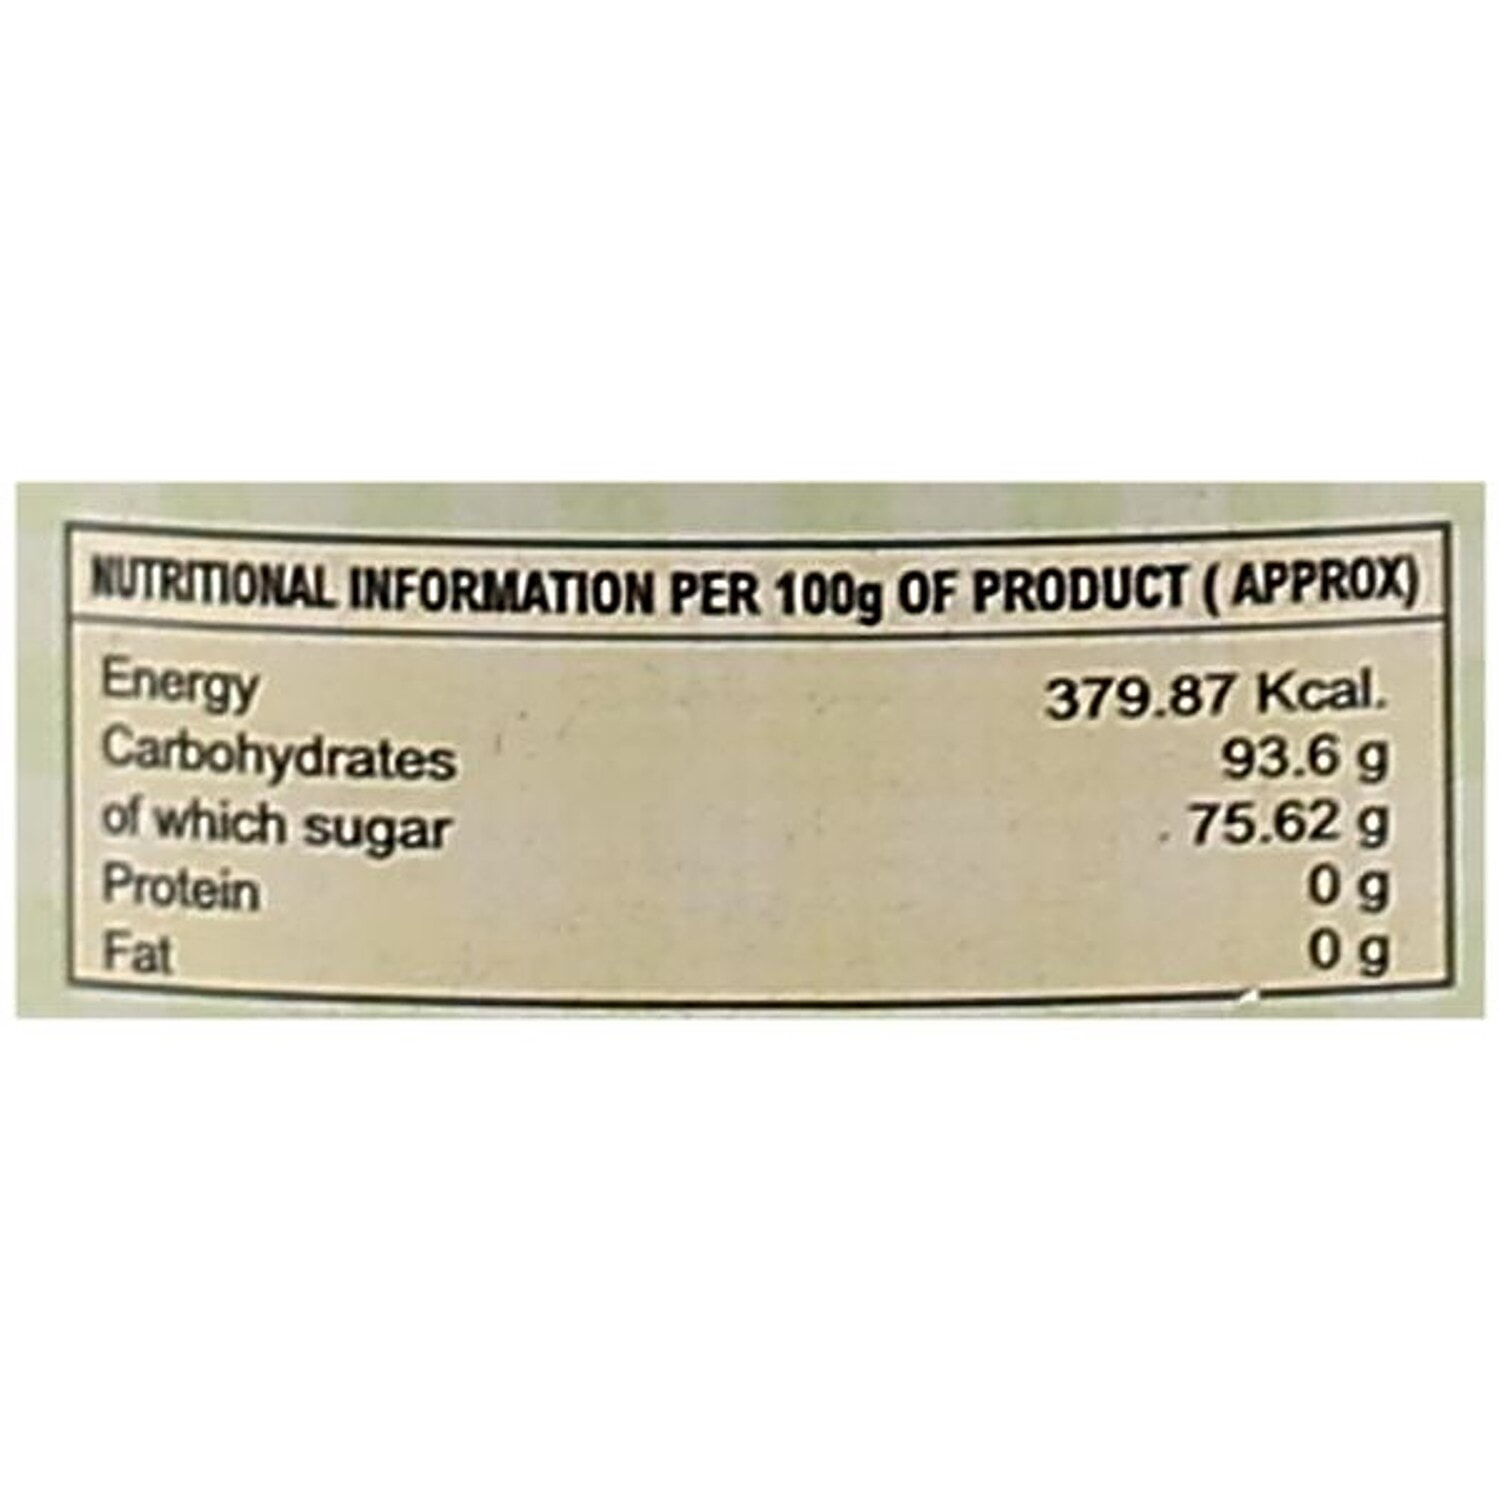 NUTRITIONAL INFORMATION PER 100g OF PRODUCT ( APPROX)
Energy 379.87 Kcal.
Carbohydrates 93.6 g
of which sugar 75.62 g
Protein 0 g
Fat 0 g